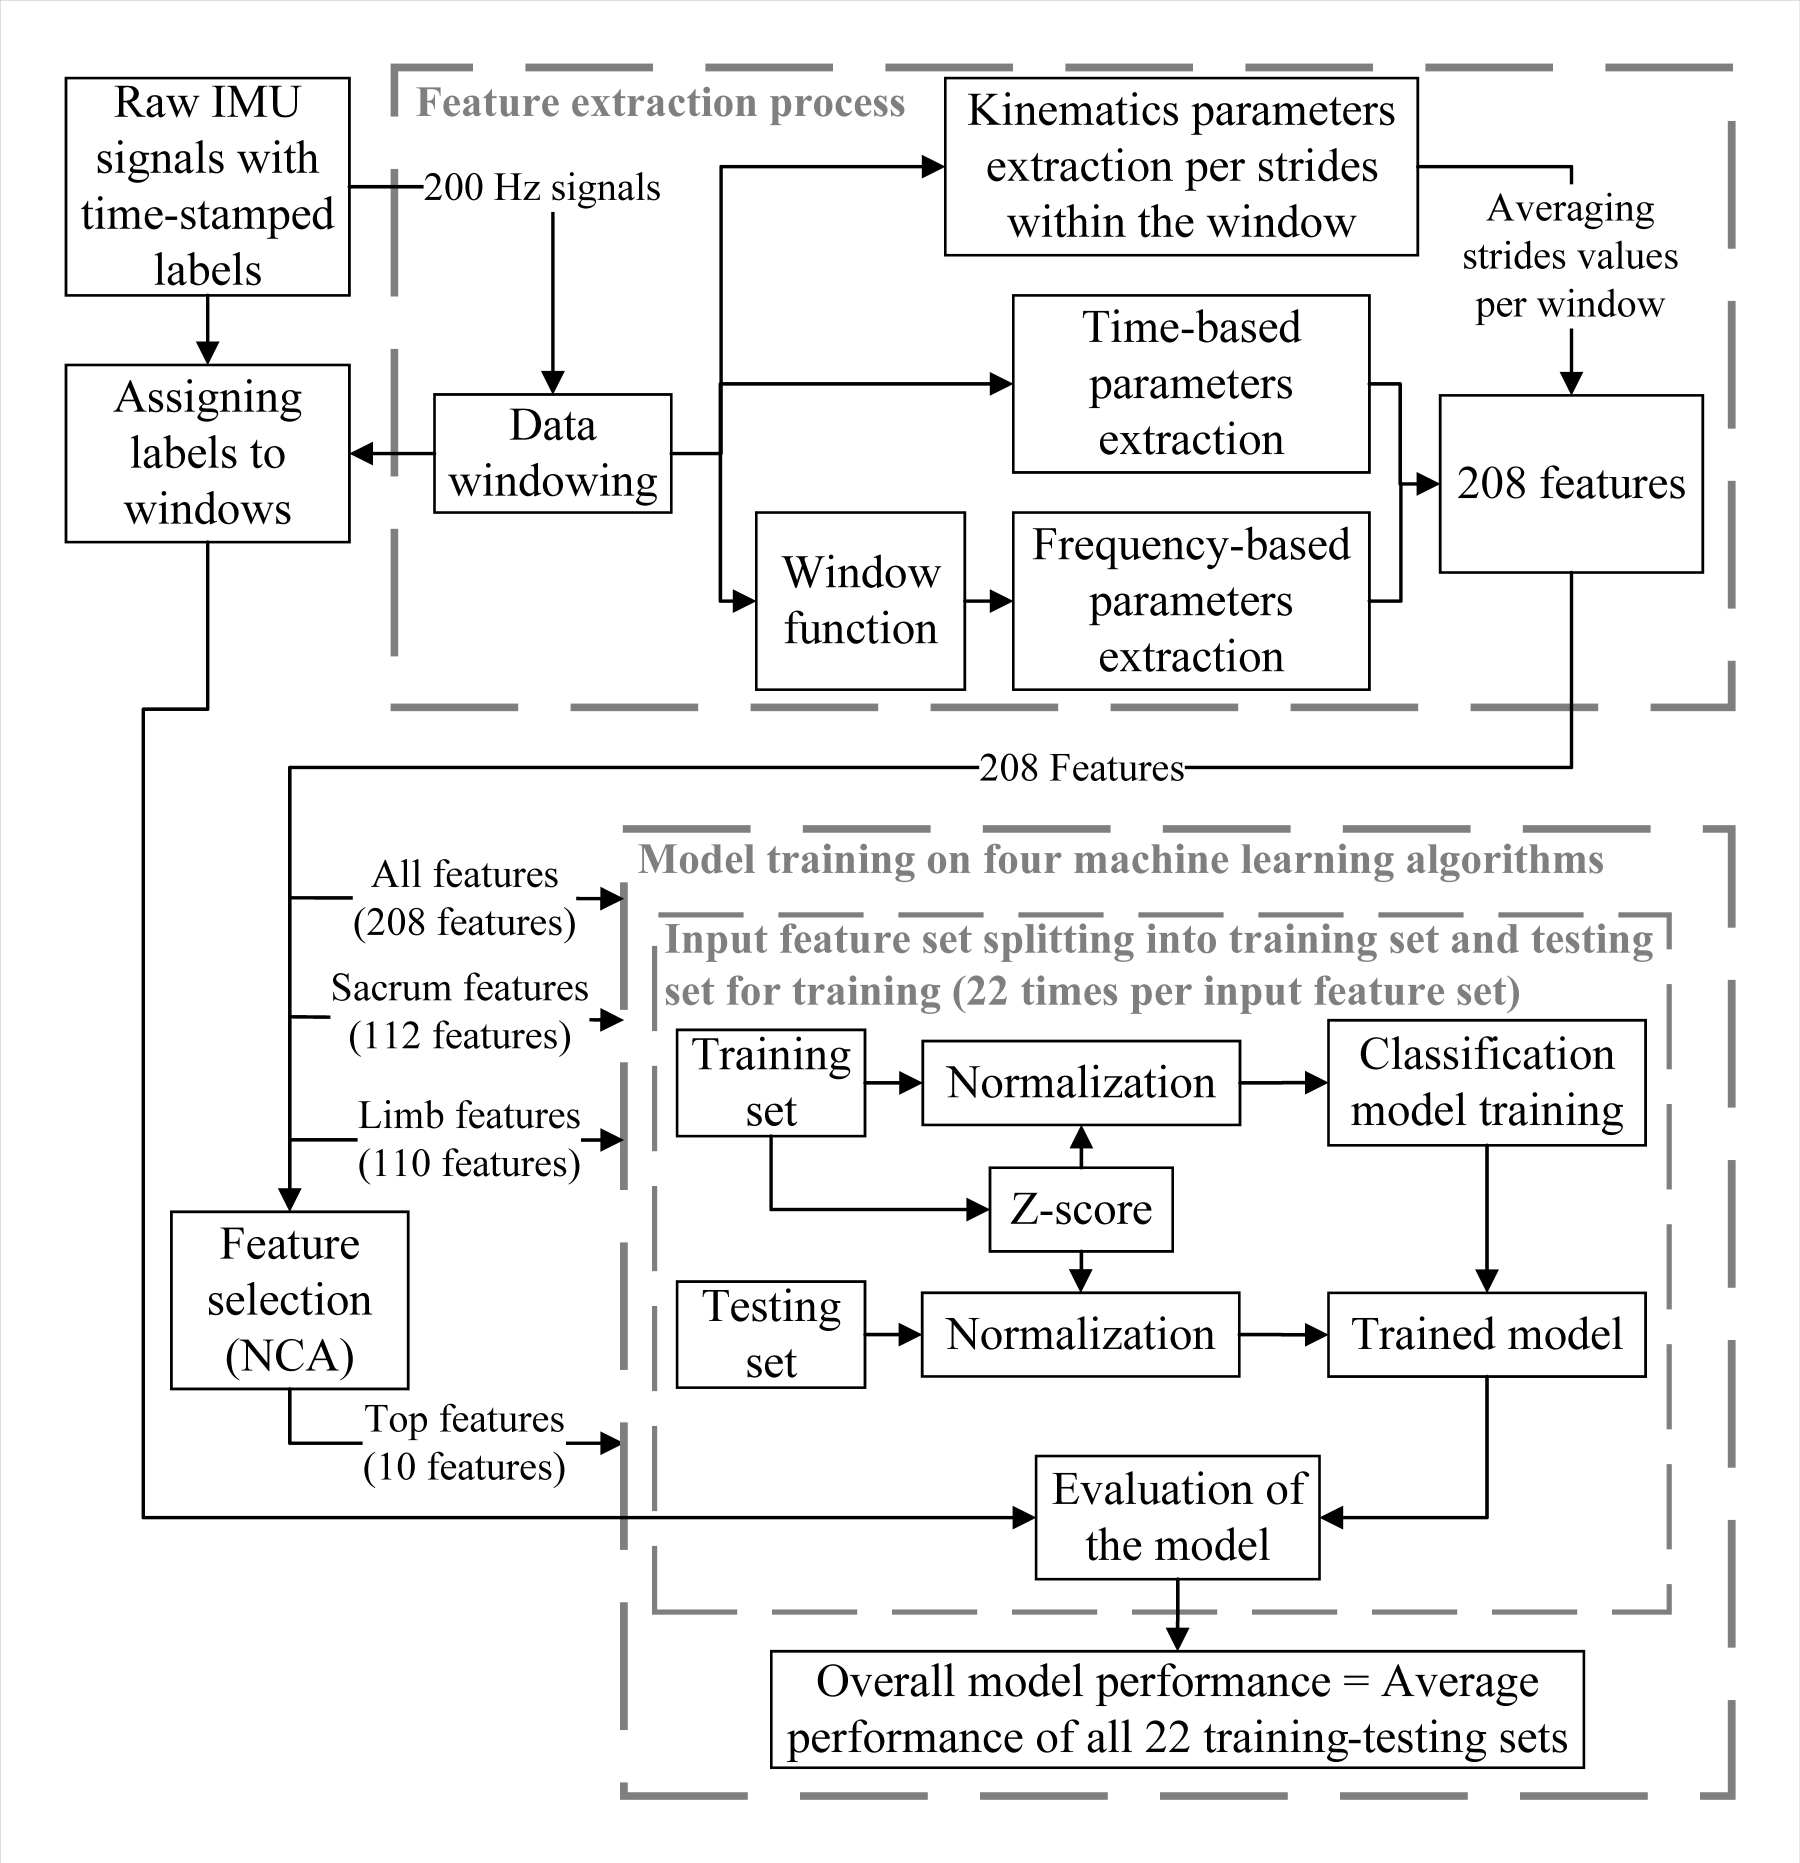 Raw IMU
signals with
time-stamped
labels
Feature extraction process
200 Hz signals
Kinematics parameters
extraction per strides
within the window
Averaging
strides values
per window
Time-based
parameters
extraction
Assigning
labels to
windows
Data
windowing
208 features
Window
function
Frequency-based
parameters
extraction
208 Features
All features
(208 features)
Sacrum features
(112 features)
Limb features
(110 features)
Feature
selection
(NCA)
Top features
(10 features)
Model training on four machine learning algorithms
Input feature set splitting into training set and testing
set for training (22 times per input feature set)
Training
set
Normalization
Classification
model training
Z-score
Testing
set
Normalization
Trained model
Evaluation of
the model
Overall model performance = Average
performance of all 22 training-testing sets